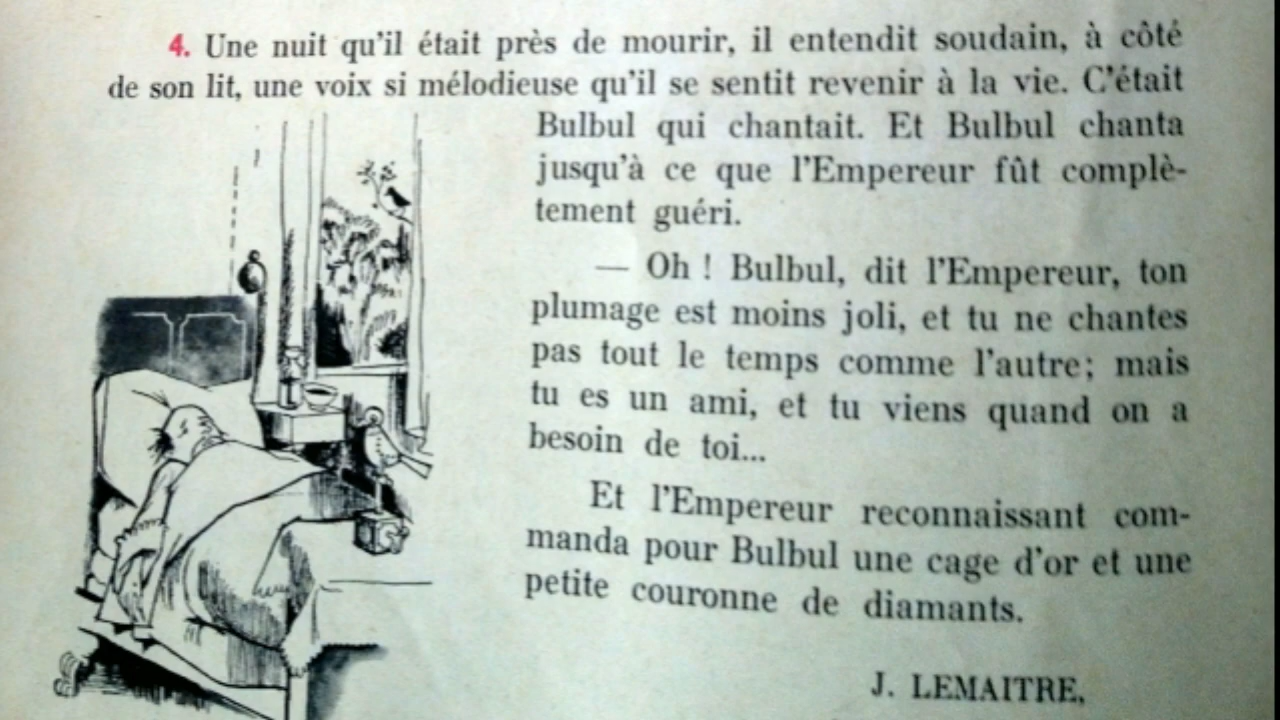 4. Une nuit qu'il était près de mourir, il entendit soudain, à côté
de son lit, une voix si mélodieuse qu'il se sentit revenir à la vie. C'était
Bulbul qui chantait. Et Bulbul chanta
jusqu'à ce que l'Empereur fût complè-
tement guéri.
— Oh ! Bulbul, dit l'Empereur, ton
plumage est moins joli, et tu ne chantes
pas tout le temps comme l'autre; mais
tu es un ami, et tu viens quand on a
besoin de toi...
Et l'Empereur reconnaissant com-
manda pour Bulbul une cage d'or et une
petite couronne de diamants.
J. LEMAITRE,